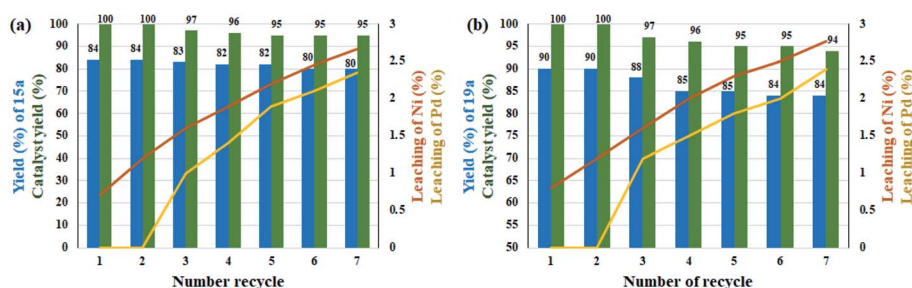 (a)
100 100 97 96 95 95 95
84 84 83 82 82 80 80
100
90
80
70
60
50
40
30
20
10
0
3
2.5
2
1.5
1
0.5
0
1 2 3 4 5 6 7
Number recycle
Yield (%) of 15a
Catalyst yield (%)
Leaching of Ni (%)
Leaching of Pd (%)
(b)
100 100 97 96 95 95 94
90 90 88 85 85 84 84
100
95
90
85
80
75
70
65
60
55
50
3
2.5
2
1.5
1
0.5
0
1 2 3 4 5 6 7
Number of recycle
Yield (%) of 19a
Catalyst yield (%)
Leaching of Ni (%)
Leaching of Pd (%)